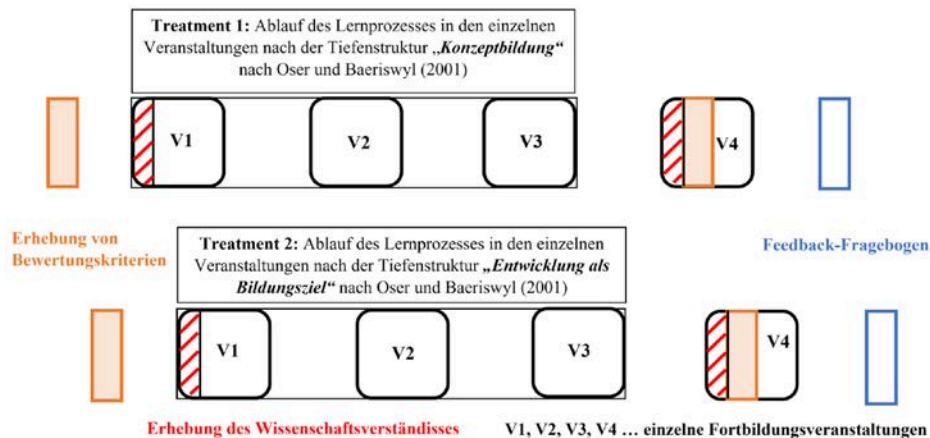 Treatment 1: Ablauf des Lernprozesses in den einzelnen
Veranstaltungen nach der Tiefenstruktur „Konzeptbildung“
nach Oser und Baeriswyl (2001)
V1
V2
V3
V4
Erhebung von
Bewertungskriterien
Treatment 2: Ablauf des Lernprozesses in den einzelnen
Veranstaltungen nach der Tiefenstruktur „Entwicklung als
Bildungsziel“ nach Oser und Baeriswyl (2001)
Feedback-Fragebogen
V1
V2
V3
V4
Erhebung des Wissenschaftsverständisses
V1, V2, V3, V4 ... einzelne Fortbildungsveranstaltungen